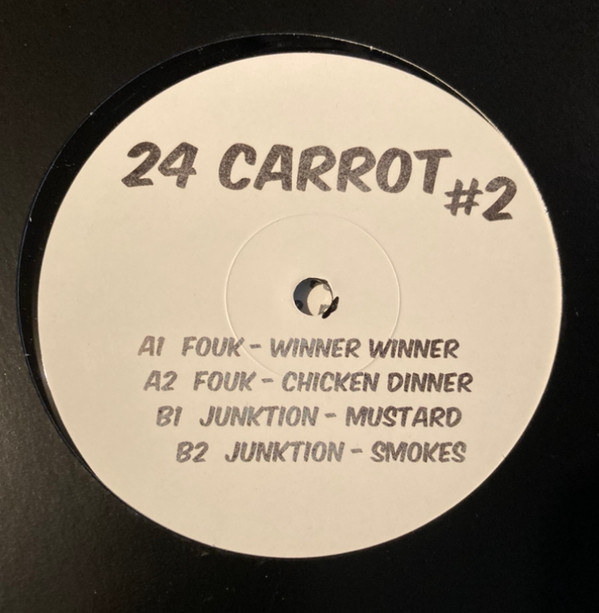 24 CARROT #2
A1 FOUK - WINNER WINNER
A2 FOUK - CHICKEN DINNER
B1 JUNKTION - MUSTARD
B2 JUNKTION - SMOKES